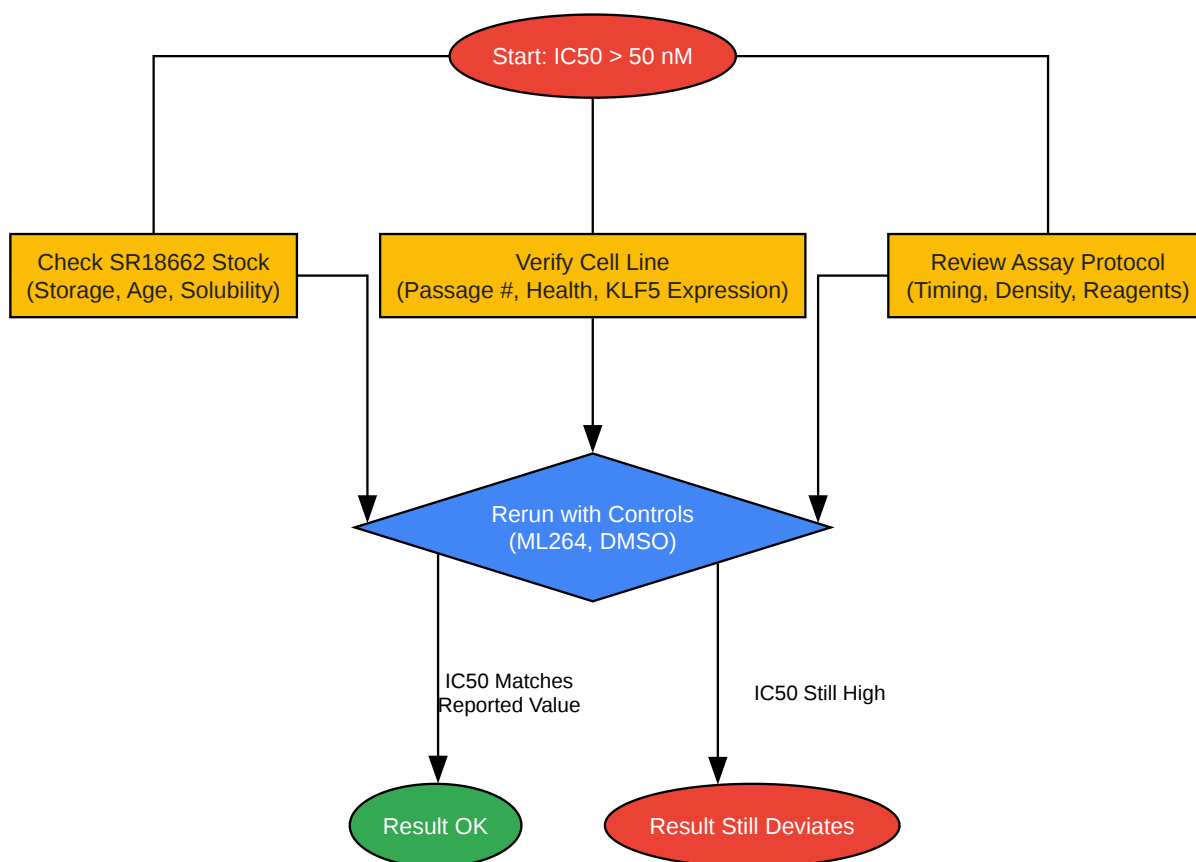 Start: IC50 > 50 nM
Check SR18662 Stock
(Storage, Age, Solubility)
Verify Cell Line
(Passage #, Health, KLF5 Expression)
Review Assay Protocol
(Timing, Density, Reagents)
Rerun with Controls
(ML264, DMSO)
IC50 Matches
Reported Value
IC50 Still High
Result OK
Result Still Deviates